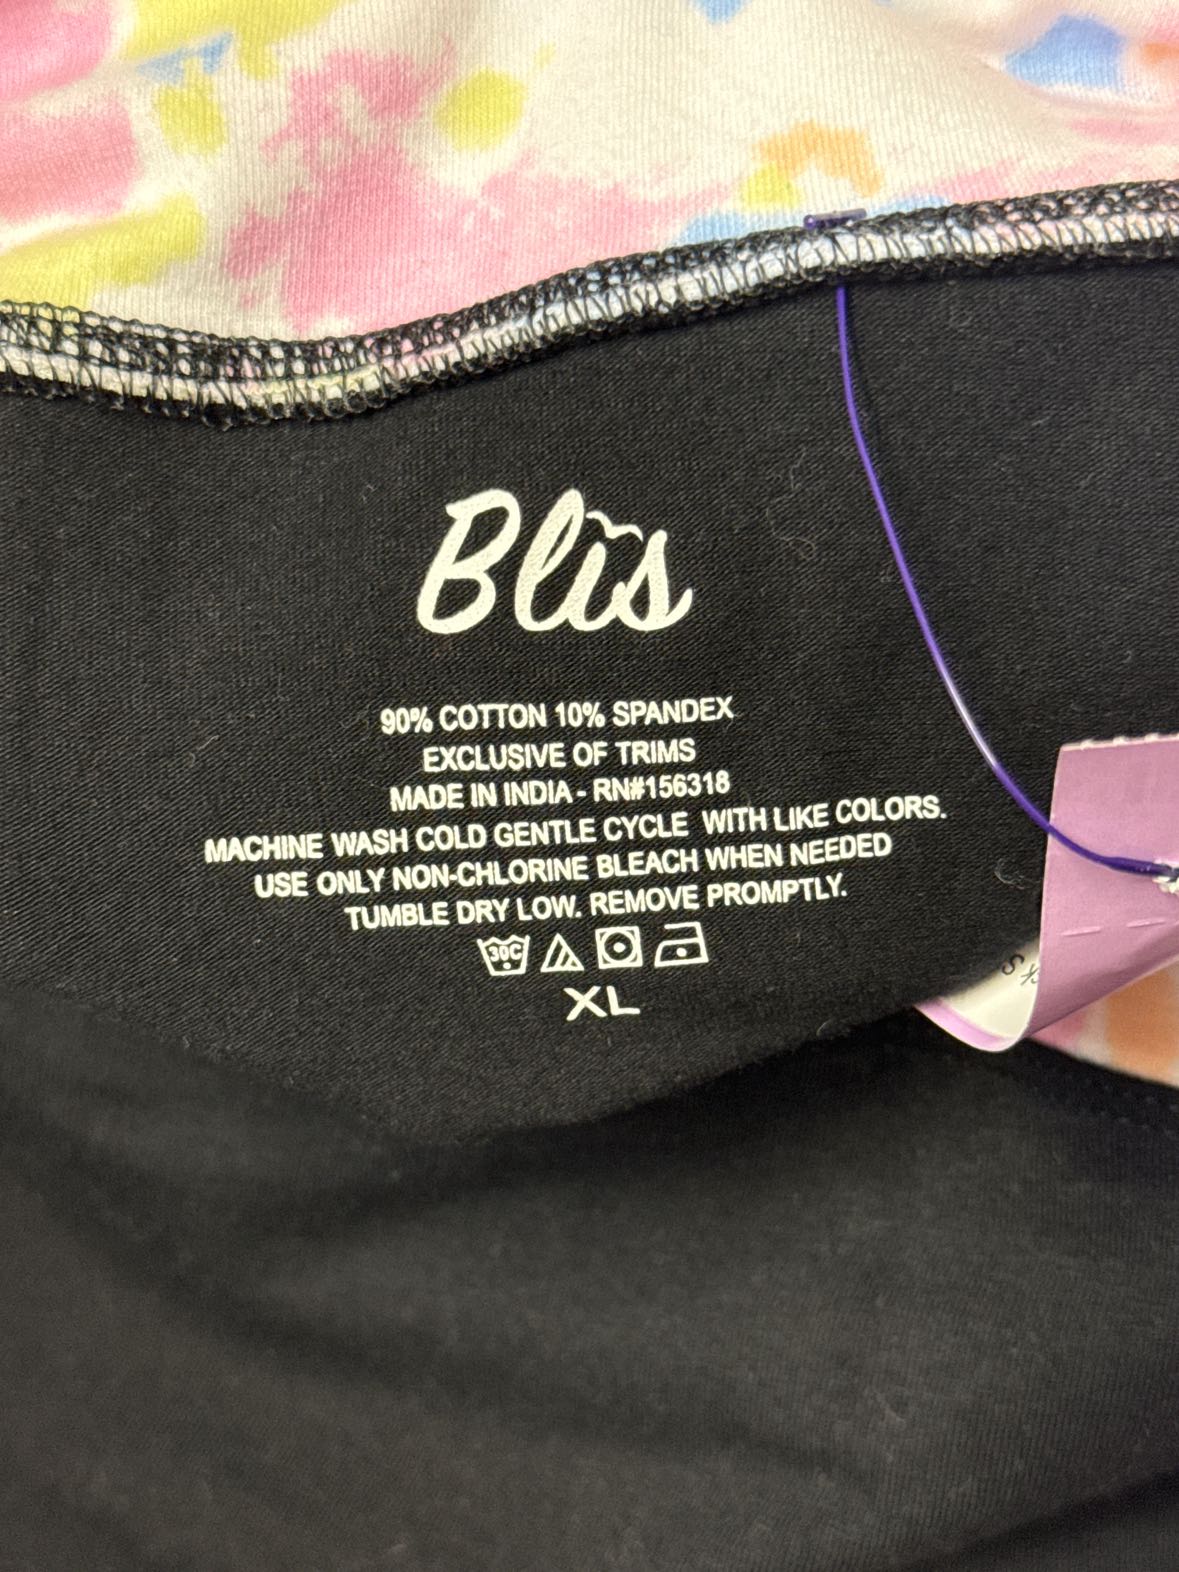 Blis
90% COTTON 10% SPANDEX
EXCLUSIVE OF TRIMS
MADE IN INDIA - RN#156318
MACHINE WASH COLD GENTLE CYCLE WITH LIKE COLORS.
USE ONLY NON-CHLORINE BLEACH WHEN NEEDED
TUMBLE DRY LOW. REMOVE PROMPTLY.
30C
XL